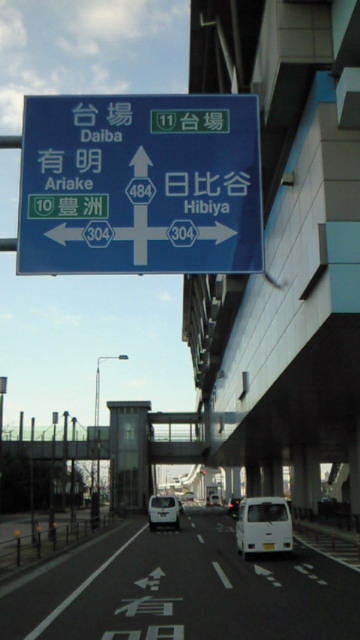 台場
Daiba
11 台場
有明
Ariake
10 豊洲
484
日比谷
Hibiya
304
304
有
明